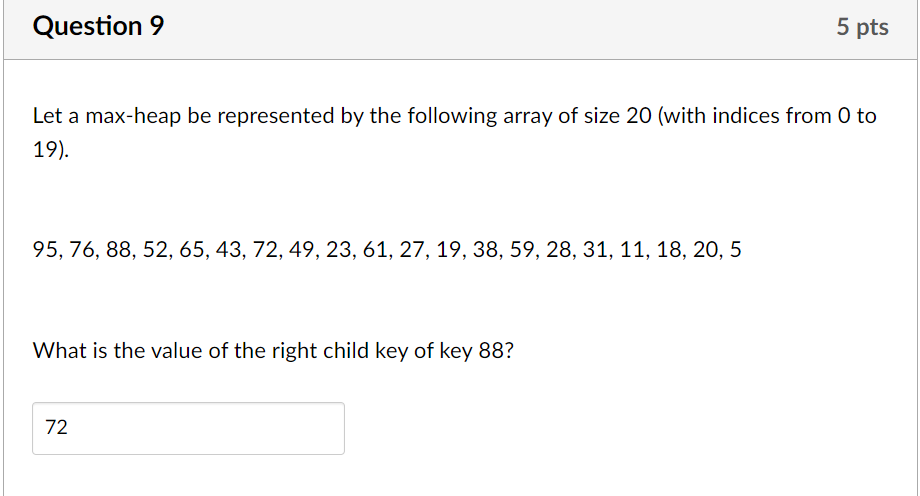 Question 9
5 pts
Let a max-heap be represented by the following array of size 20 (with indices from 0 to
19).
95, 76, 88, 52, 65, 43, 72, 49, 23, 61, 27, 19, 38, 59, 28, 31, 11, 18, 20, 5
What is the value of the right child key of key 88?
72